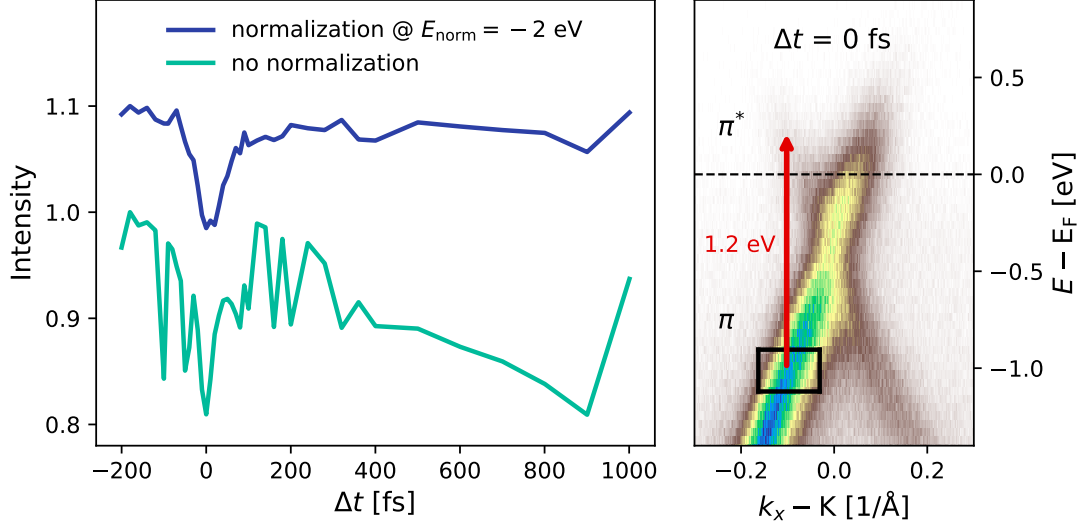 normalization @ E_norm = −2 eV
no normalization
Intensity
1.1
1.0
0.9
0.8
−200 0 200 400 600 800 1000
Δt [fs]
Δt = 0 fs
π*
1.2 eV
π
0.5
0.0
−0.5
−1.0
E − E_F [eV]
−0.2 0.0 0.2
k_x − K [1/Å]